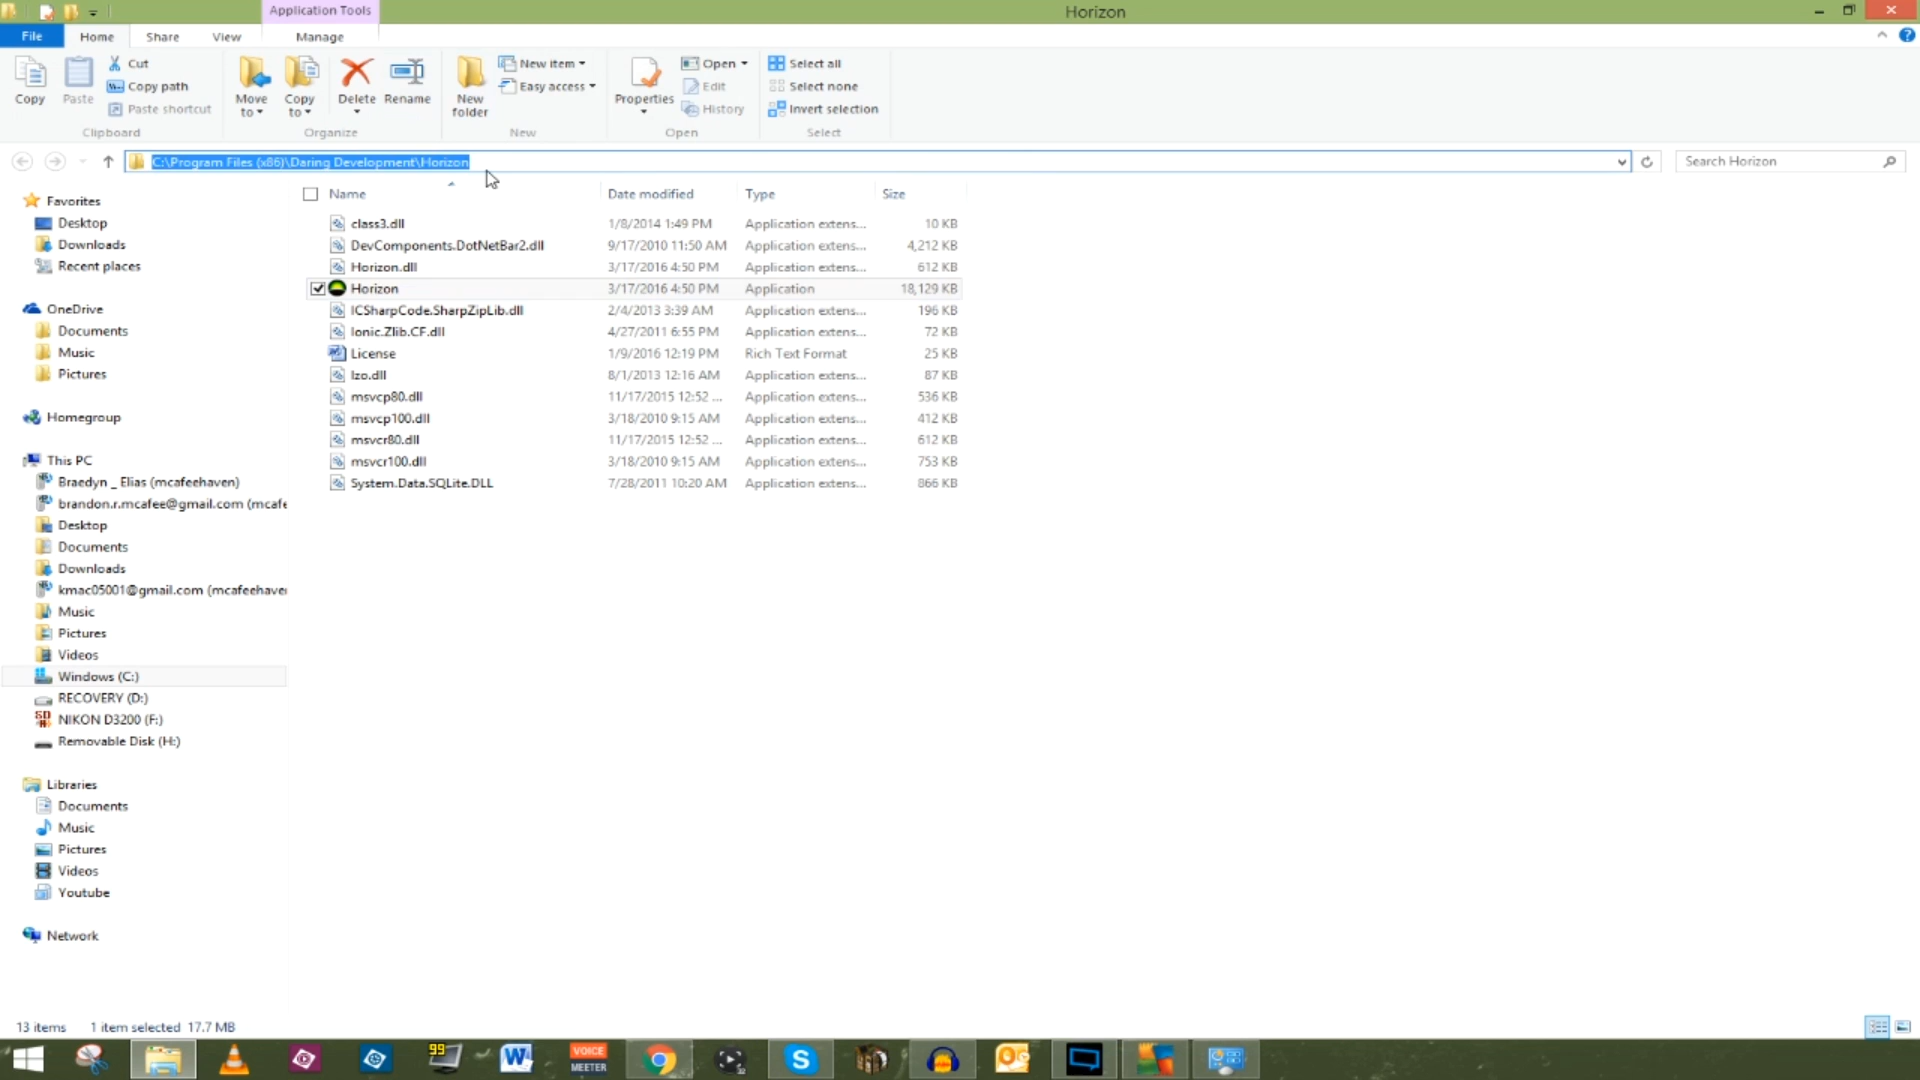 Application Tools
Horizon
File
Home
Share
View
Manage
Copy
Paste
Cut
Copy path
Paste shortcut
Clipboard
Move to
Copy to
Delete
Rename
Organize
New folder
New item
Easy access
New
Properties
Open
Edit
History
Open
Select all
Select none
Invert selection
Select
C:\Program Files (x86)\Daring Development\Horizon
Search Horizon
Name Date modified Type Size
class3.dll 1/8/2014 1:49 PM Application extens... 10 KB
DevComponents.DotNetBar2.dll 9/17/2010 11:50 AM Application extens... 4,212 KB
Horizon.dll 3/17/2016 4:50 PM Application extens... 612 KB
Horizon 3/17/2016 4:50 PM Application 18,129 KB
ICSharpCode.SharpZipLib.dll 2/4/2013 3:39 AM Application extens... 196 KB
Ionic.Zlib.CF.dll 4/27/2011 6:55 PM Application extens... 72 KB
License 1/9/2016 12:19 PM Rich Text Format 25 KB
lzo.dll 8/1/2013 12:16 AM Application extens... 87 KB
msvcp80.dll 11/17/2015 12:52 ... Application extens... 536 KB
msvcp100.dll 3/18/2010 9:15 AM Application extens... 412 KB
msvcr80.dll 11/17/2015 12:52 ... Application extens... 612 KB
msvcr100.dll 3/18/2010 9:15 AM Application extens... 753 KB
System.Data.SQLite.DLL 7/28/2011 10:20 AM Application extens... 866 KB
Favorites
Desktop
Downloads
Recent places
OneDrive
Documents
Music
Pictures
Homegroup
This PC
Braedyn _ Elias (mcafeehaven)
brandon.r.mcafee@gmail.com (mcafe
Desktop
Documents
Downloads
kmac05001@gmail.com (mcafeehaven
Music
Pictures
Videos
Windows (C:)
RECOVERY (D:)
NIKON D3200 (F:)
Removable Disk (H:)
Libraries
Documents
Music
Pictures
Videos
Youtube
Network
13 items 1 item selected 17.7 MB
99
VOICE
MEETER